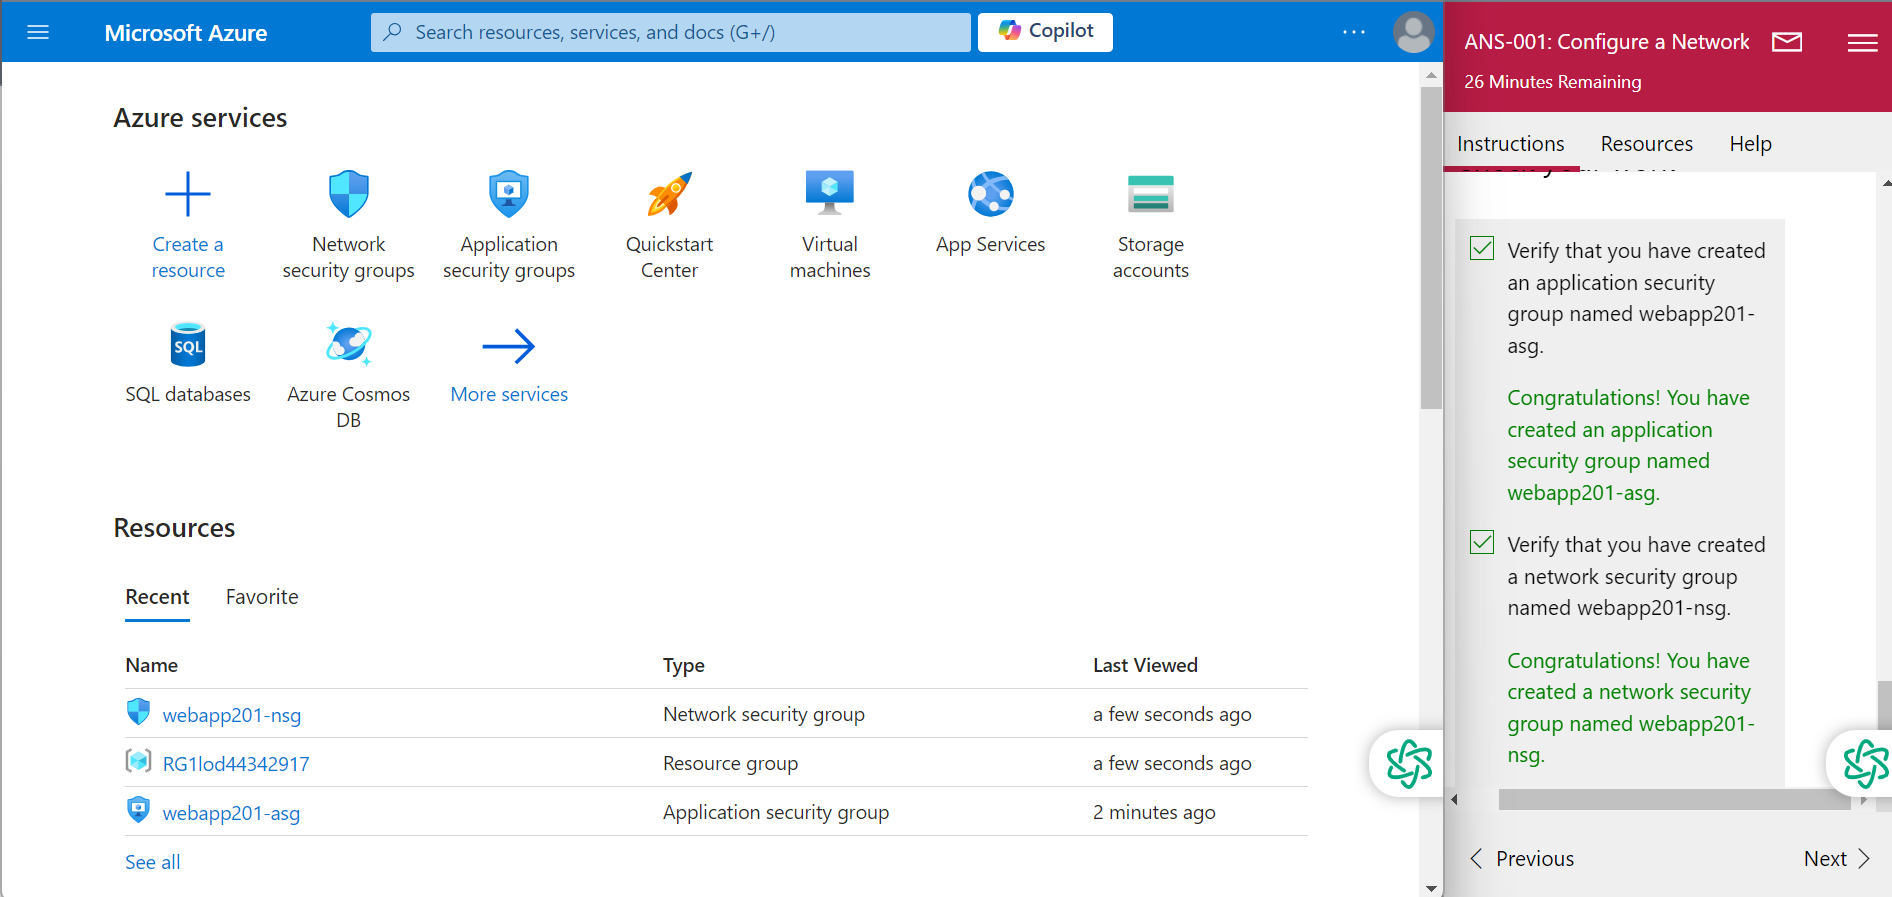 Microsoft Azure
Search resources, services, and docs (G+/)
Copilot
Azure services
Create a
resource
Network
security groups
Application
security groups
Quickstart
Center
Virtual
machines
App Services
Storage
accounts
SQL
SQL databases
Azure Cosmos
DB
More services
Resources
Recent
Favorite
Name Type Last Viewed
webapp201-nsg Network security group a few seconds ago
RG1lod44342917 Resource group a few seconds ago
webapp201-asg Application security group 2 minutes ago
See all
ANS-001: Configure a Network
26 Minutes Remaining
Instructions Resources Help
Verify that you have created
an application security
group named webapp201-
asg.
Congratulations! You have
created an application
security group named
webapp201-asg.
Verify that you have created
a network security group
named webapp201-nsg.
Congratulations! You have
created a network security
group named webapp201-
nsg.
Previous
Next